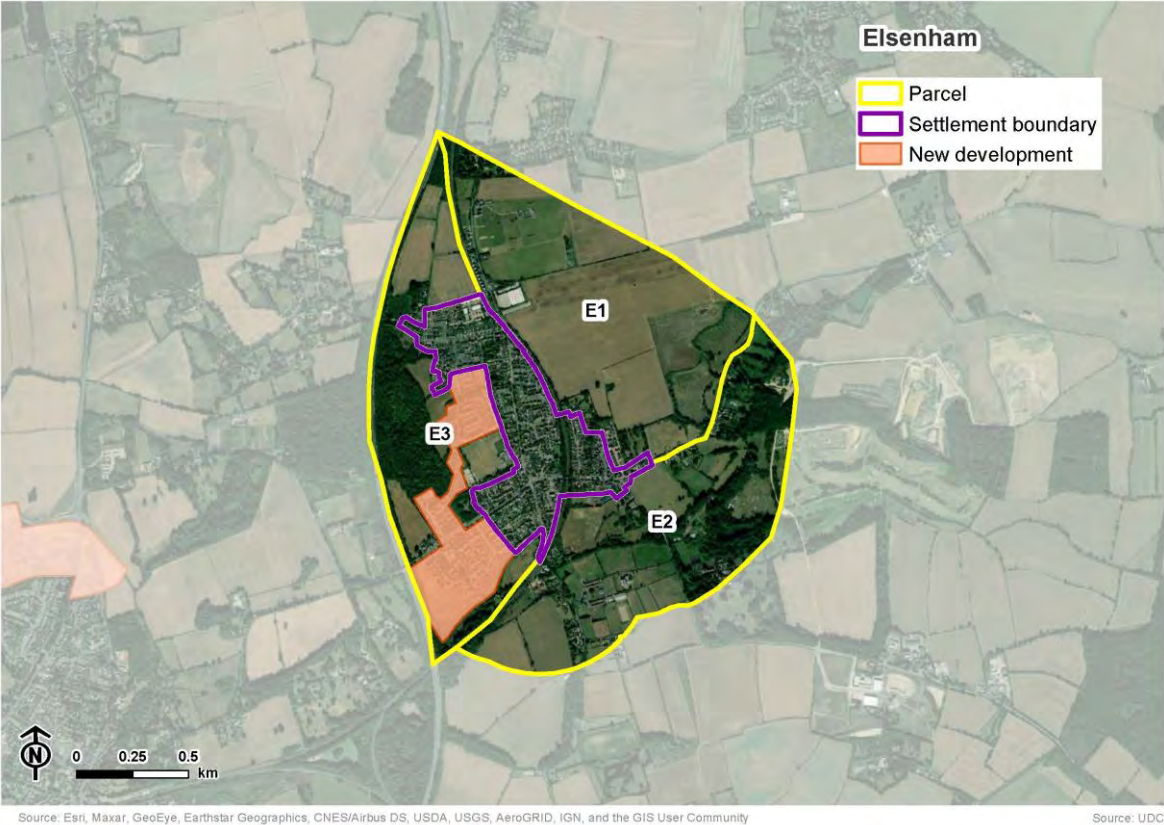 Elsenham
Parcel
Settlement boundary
New development
E1
E3
E2
N
0 0.25 0.5
km
Source: Esri, Maxar, GeoEye, Earthstar Geographics, CNES/Airbus DS, USDA, USGS, AeroGRID, IGN, and the GIS User Community
Source: UDC